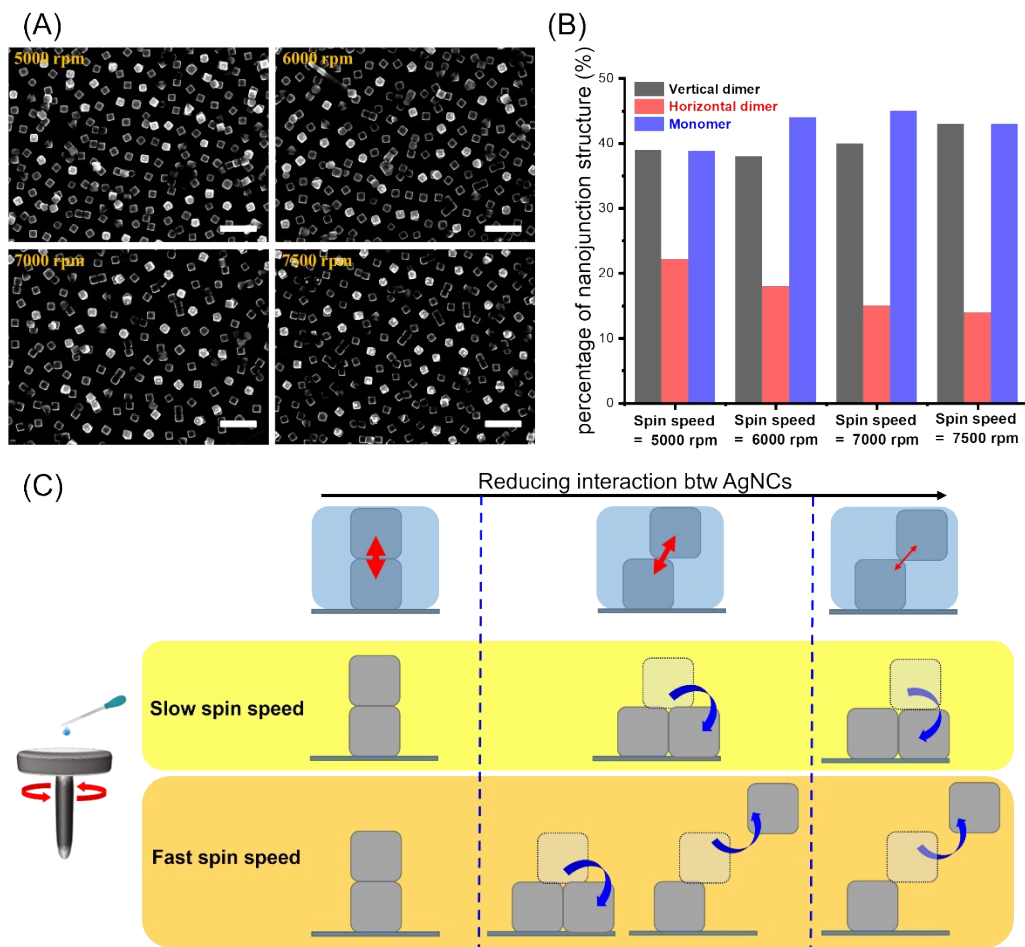 (A)
5000 rpm
6000 rpm
7000 rpm
7500 rpm
(B)
percentage of nanojunction structure (%)
50
40
30
20
10
0
Vertical dimer
Horizontal dimer
Monomer
Spin speed
= 5000 rpm
Spin speed
= 6000 rpm
Spin speed
= 7000 rpm
Spin speed
= 7500 rpm
(C)
Reducing interaction btw AgNCs
Slow spin speed
Fast spin speed